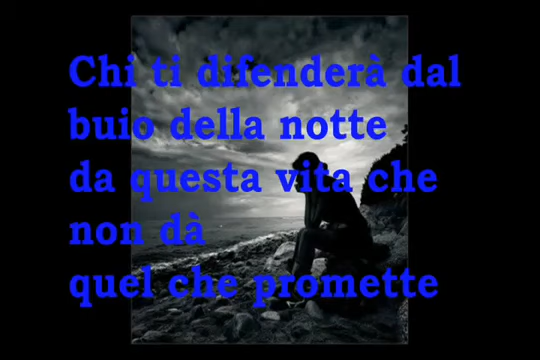 Chi ti difenderà dal
buio della notte
da questa vita che
non dà
quel che promette